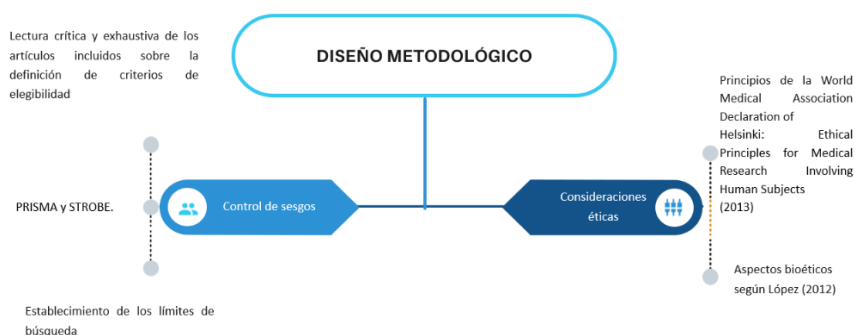 DISEÑO METODOLÓGICO
Lectura crítica y exhaustiva de los
artículos incluidos sobre la
definición de criterios de
elegibilidad
PRISMA y STROBE.
Establecimiento de los límites de
búsqueda
Control de sesgos
Consideraciones
éticas
Principios de la World
Medical Association
Declaration of
Helsinki: Ethical
Principles for Medical
Research Involving
Human Subjects
(2013)
Aspectos bioéticos
según López (2012)